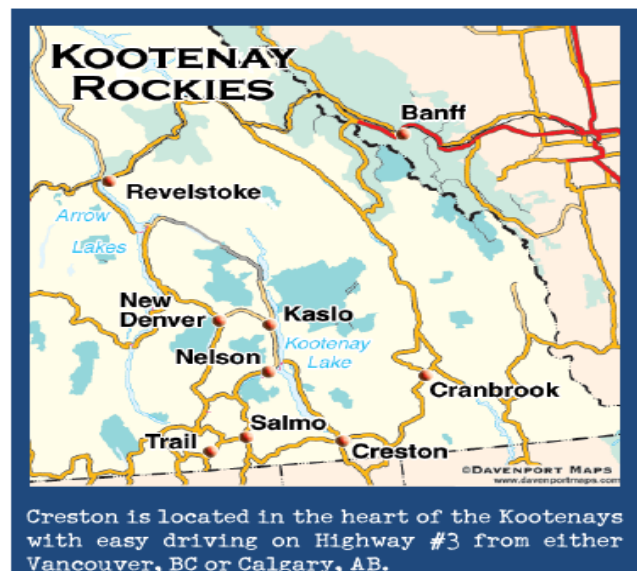 KOOTENAY
ROCKIES
Banff
Revelstoke
Arrow
Lakes
New
Denver
Kaslo
Kootenay
Lake
Nelson
Cranbrook
Salmo
Trail
Creston
©DAVENPORT MAPS
www.davenportmaps.com
Creston is located in the heart of the Kootenays
with easy driving on Highway #3 from either
Vancouver, BC or Calgary, AB.